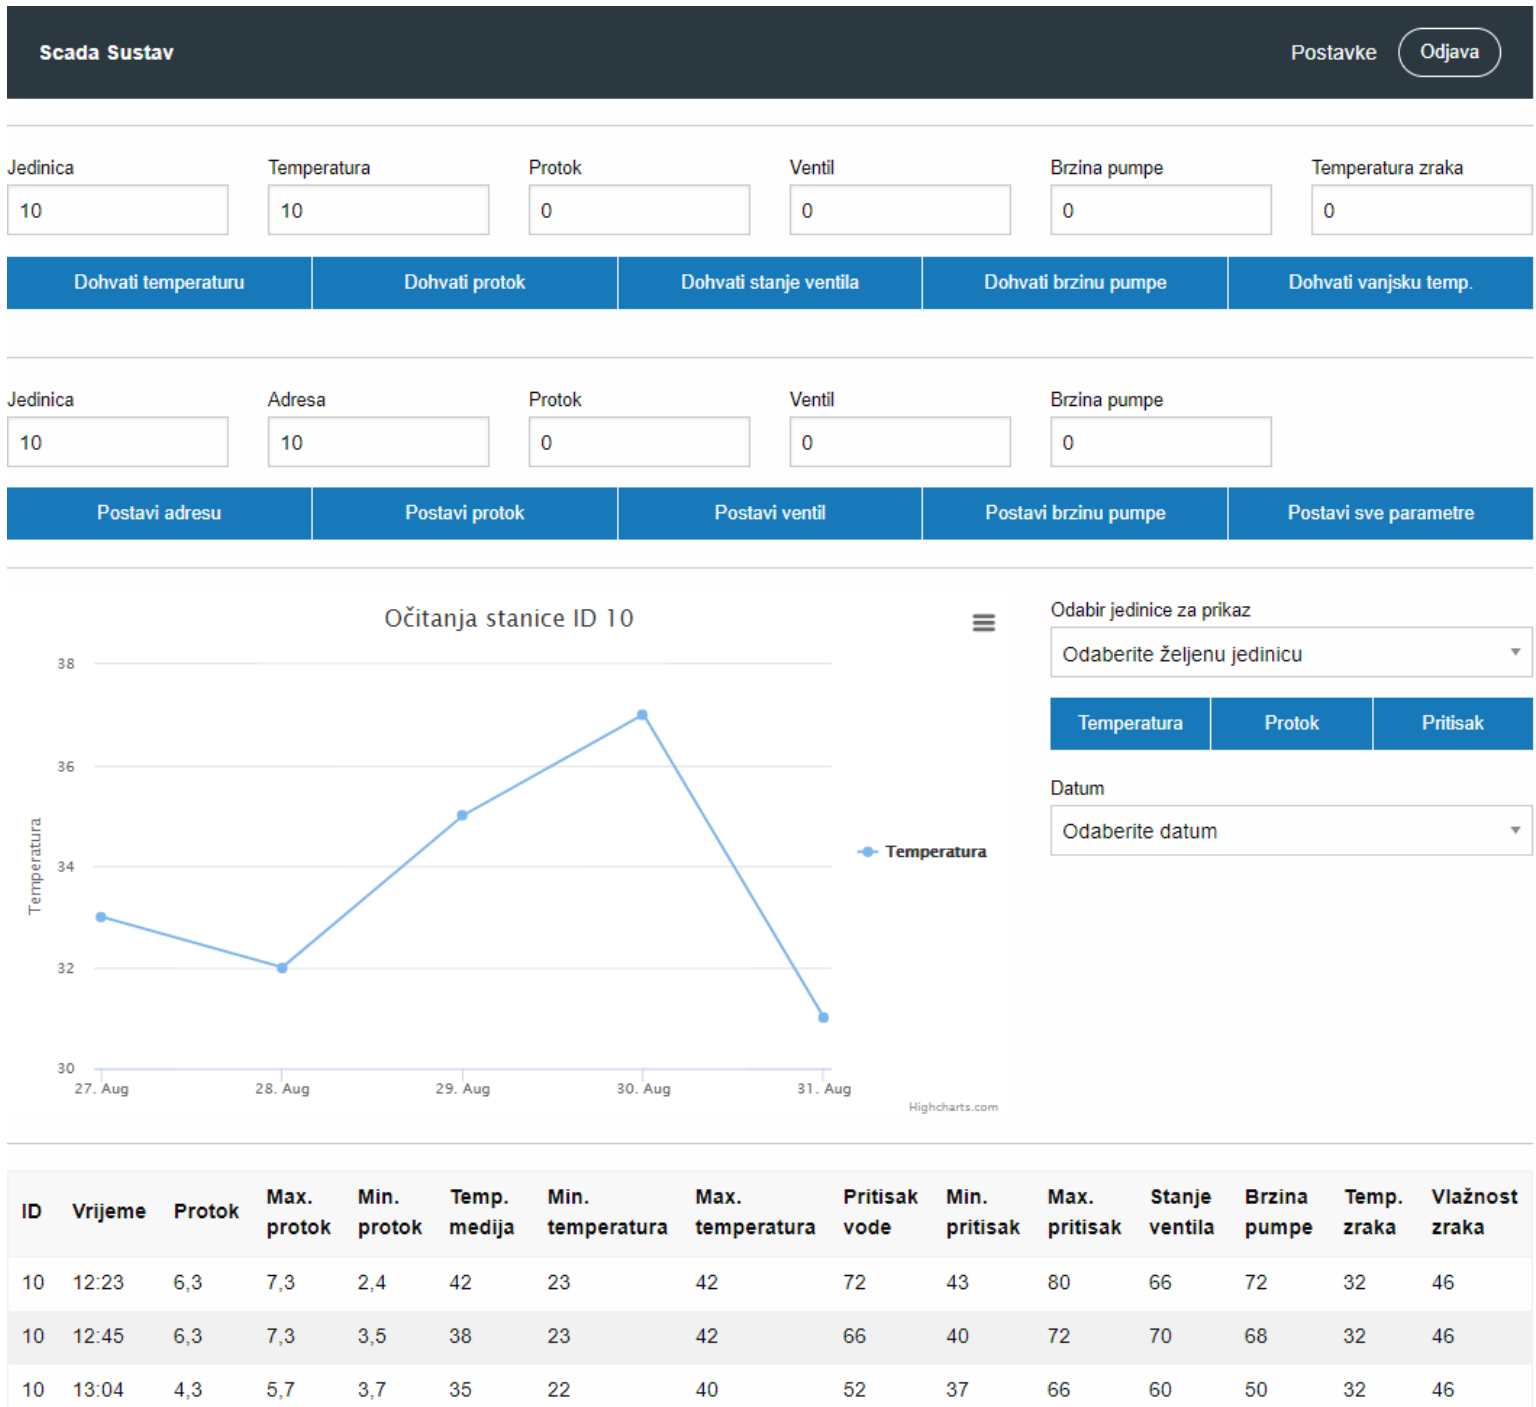 Scada Sustav Postavke Odjava
Jedinica Temperatura Protok Ventil Brzina pumpe Temperatura zraka
10 10 0 0 0 0
Dohvati temperaturu Dohvati protok Dohvati stanje ventila Dohvati brzinu pumpe Dohvati vanjsku temp.
Jedinica Adresa Protok Ventil Brzina pumpe
10 10 0 0 0
Postavi adresu Postavi protok Postavi ventil Postavi brzinu pumpe Postavi sve parametre
Očitanja stanice ID 10
38
36
34
32
30
Temperatura
27. Aug 28. Aug 29. Aug 30. Aug 31. Aug
Temperatura
Highcharts.com
Odabir jedinice za prikaz
Odaberite željenu jedinicu
Temperatura Protok Pritisak
Datum
Odaberite datum
ID Vrijeme Protok Max. protok Min. protok Temp. medija Min. temperatura Max. temperatura Pritisak vode Min. pritisak Max. pritisak Stanje ventila Brzina pumpe Temp. zraka Vlažnost zraka
10 12:23 6,3 7,3 2,4 42 23 42 72 43 80 66 72 32 46
10 12:45 6,3 7,3 3,5 38 23 42 66 40 72 70 68 32 46
10 13:04 4,3 5,7 3,7 35 22 40 52 37 66 60 50 32 46